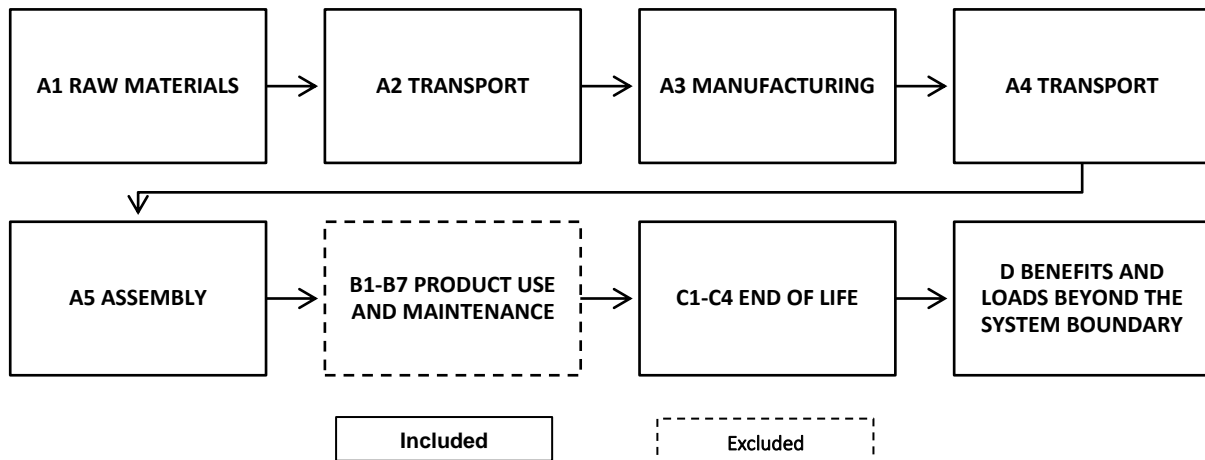 A1 RAW MATERIALS
A2 TRANSPORT
A3 MANUFACTURING
A4 TRANSPORT
A5 ASSEMBLY
B1-B7 PRODUCT USE
AND MAINTENANCE
C1-C4 END OF LIFE
D BENEFITS AND
LOADS BEYOND THE
SYSTEM BOUNDARY
Included
Excluded